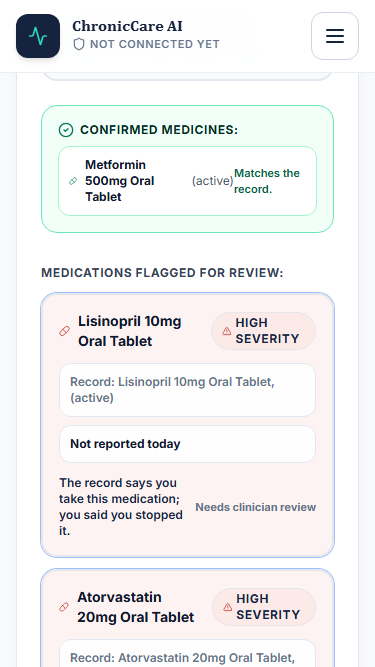 ChronicCare AI
NOT CONNECTED YET
CONFIRMED MEDICINES:
Metformin
500mg Oral
Tablet
(active)
Matches the
record.
MEDICATIONS FLAGGED FOR REVIEW:
Lisinopril 10mg
Oral Tablet
HIGH
SEVERITY
Record: Lisinopril 10mg Oral Tablet,
(active)
Not reported today
The record says you
take this medication;
you said you stopped
it.
Needs clinician review
Atorvastatin
20mg Oral Tablet
HIGH
SEVERITY
Record: Atorvastatin 20mg Oral Tablet,